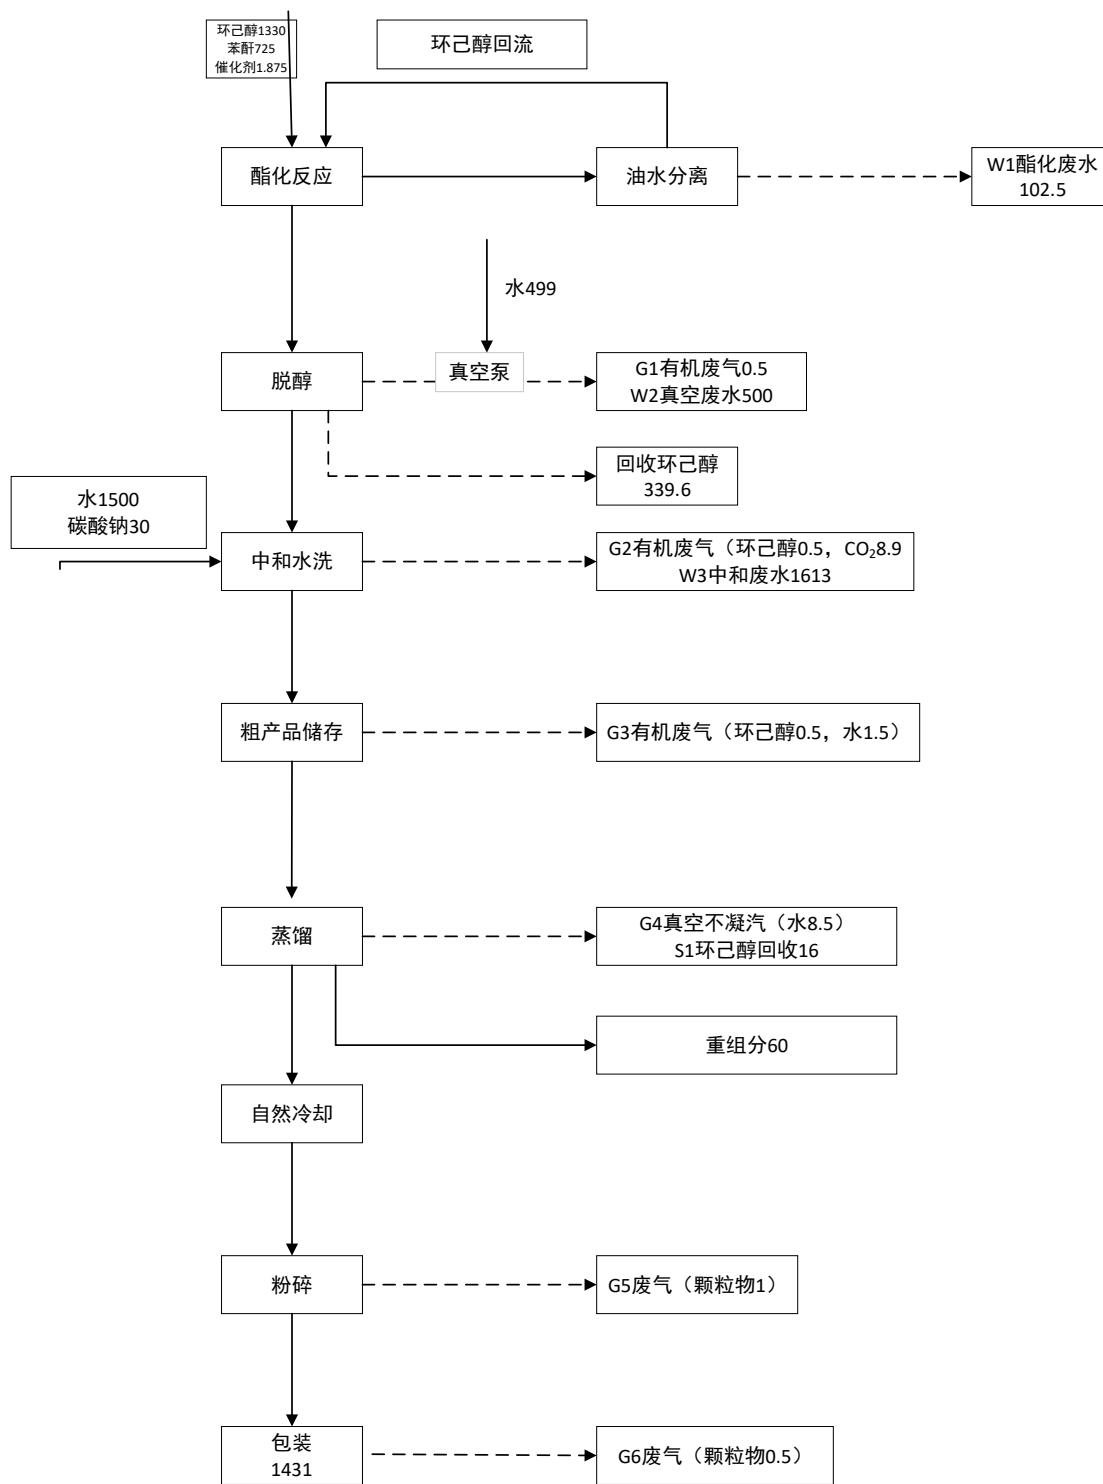 环己醇1330
苯酐725
催化剂1.875
环己醇回流
酯化反应
油水分离
W1酯化废水
102.5
水499
脱醇
真空泵
G1有机废气0.5
W2真空废水500
回收环己醇
339.6
水1500
碳酸钠30
中和水洗
G2有机废气（环己醇0.5，CO₂8.9
W3中和废水1613
粗产品储存
G3有机废气（环己醇0.5，水1.5）
蒸馏
G4真空不凝汽（水8.5）
S1环己醇回收16
重组分60
自然冷却
粉碎
G5废气（颗粒物1）
包装
1431
G6废气（颗粒物0.5）